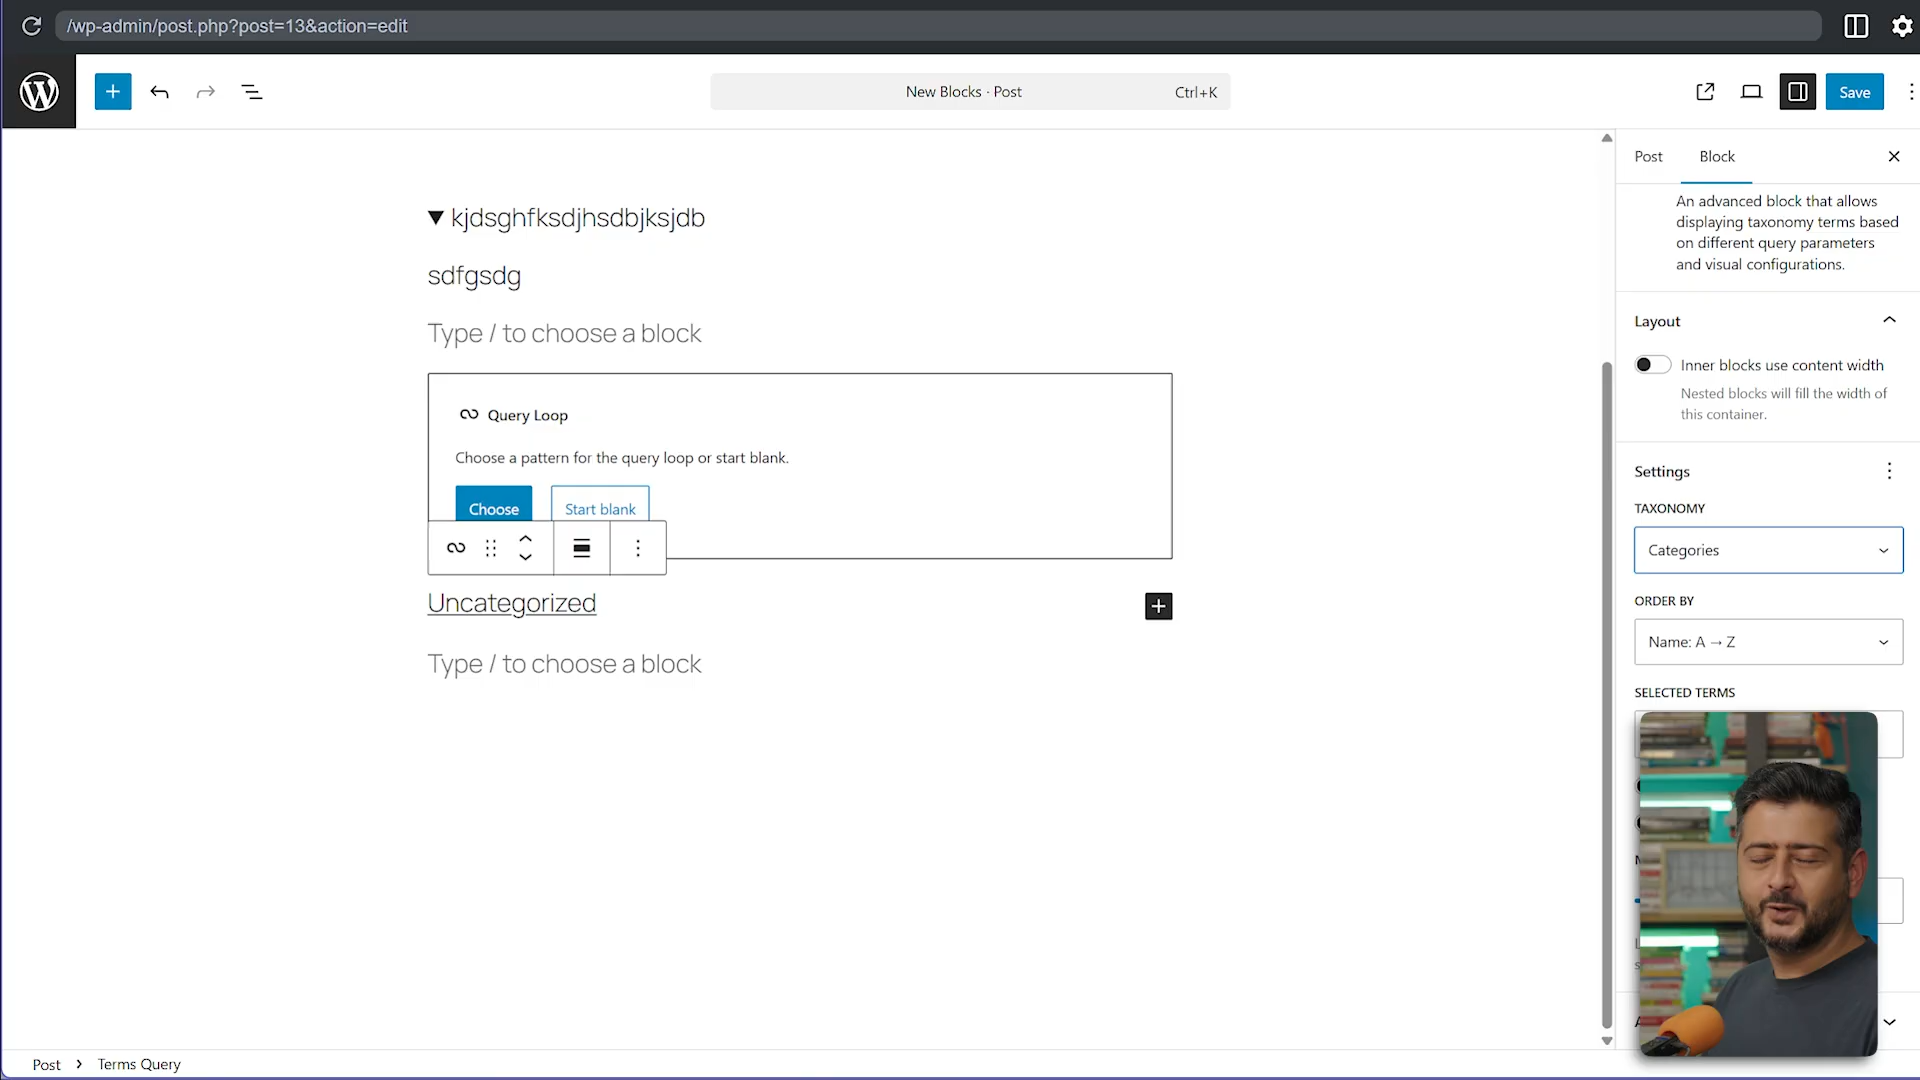 /wp-admin/post.php?post=13&action=edit
New Blocks · Post
Ctrl+K
Save
Post
Block
An advanced block that allows
displaying taxonomy terms based
on different query parameters
and visual configurations.
Layout
Inner blocks use content width
Nested blocks will fill the width of
this container.
Settings
TAXONOMY
Categories
ORDER BY
Name: A → Z
SELECTED TERMS
kjdsghfksdjhsdbjksjdb
sdfgsdg
Type / to choose a block
Query Loop
Choose a pattern for the query loop or start blank.
Choose
Start blank
Uncategorized
Type / to choose a block
Post
Terms Query